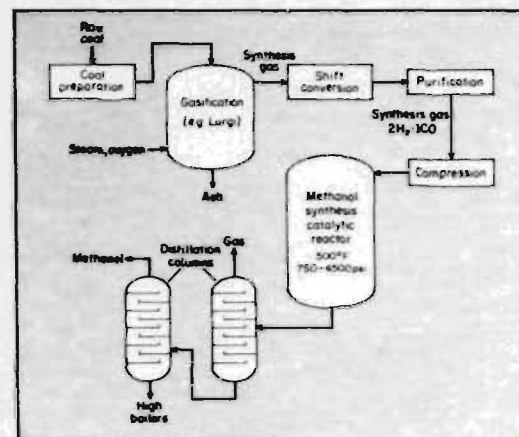 Raw
coal
Coal
preparation
Gasification
(e.g. Lurgi)
Steam, oxygen
Ash
Synthesis
gas
Shift
conversion
Purification
Synthesis gas
2H₂·1CO
Compression
Methanol
synthesis
catalytic
reactor
500°F
750-4500psi
Gas
Distillation
columns
Methanol
High
boilers